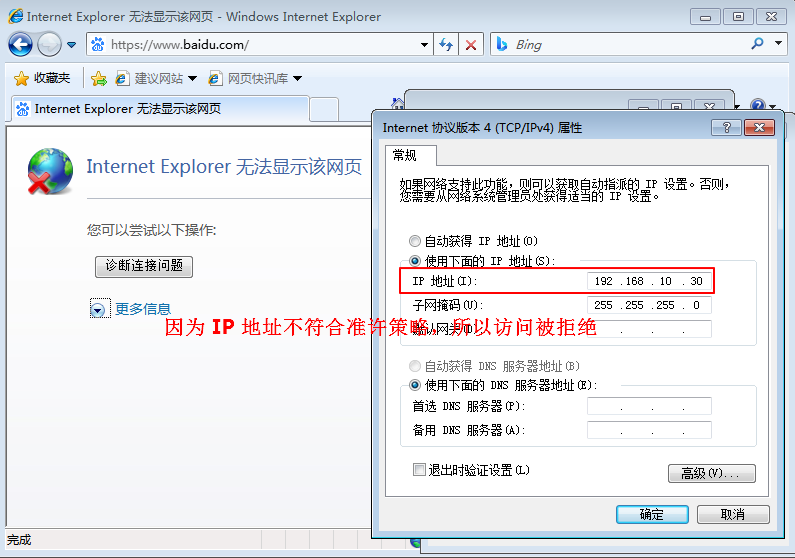 Internet Explorer 无法显示该网页 - Windows Internet Explorer
https://www.baidu.com/
Bing
收藏夹
建议网站
网页快讯库
Internet Explorer 无法显示该网页
Internet Explorer 无法显示该网页
您可以尝试以下操作:
诊断连接问题
更多信息
因为 IP 地址不符合准许策略，所以访问被拒绝
完成
Internet 协议版本 4 (TCP/IPv4) 属性
常规
如果网络支持此功能，则可以获取自动指派的 IP 设置。否则，
您需要从网络系统管理员处获得适当的 IP 设置。
自动获得 IP 地址(O)
使用下面的 IP 地址(S):
IP 地址(I): 192 .168 . 10 . 30
子网掩码(U): 255 .255 .255 . 0
自动获得 DNS 服务器地址(B)
使用下面的 DNS 服务器地址(E):
首选 DNS 服务器(P):
备用 DNS 服务器(A):
退出时验证设置(L)
高级(V)...
确定
取消